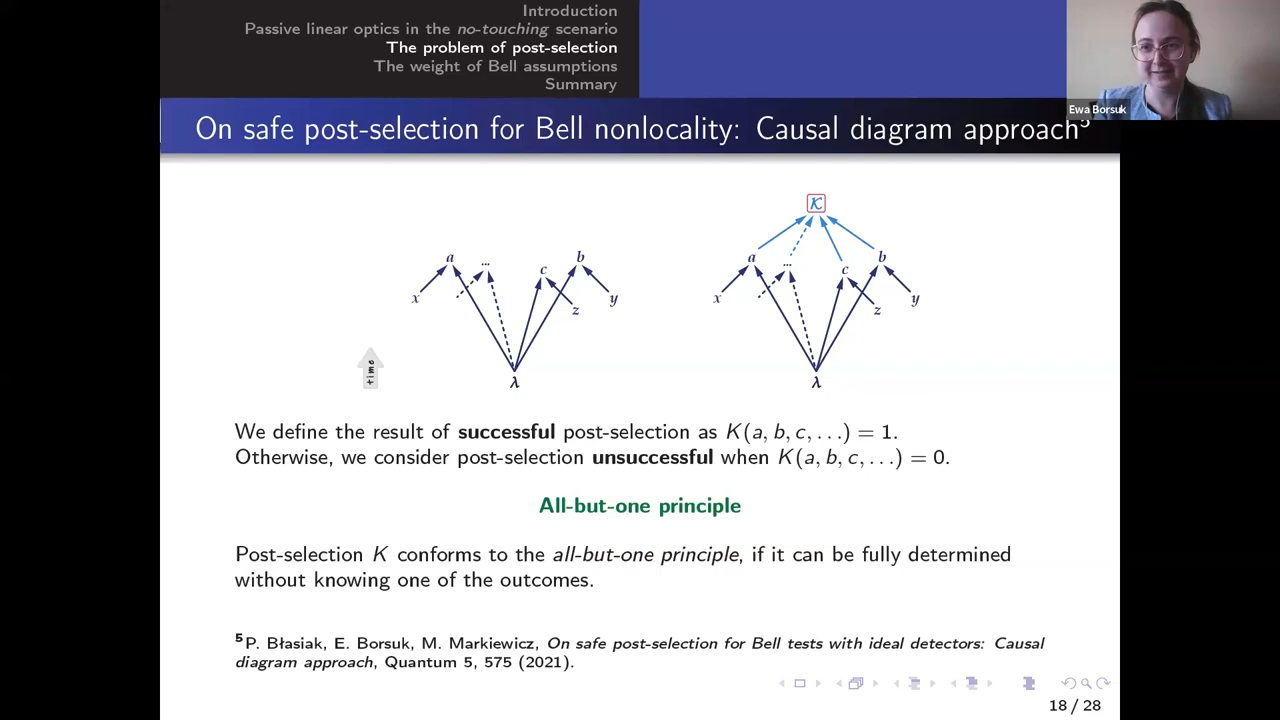 Introduction
Passive linear optics in the no-touching scenario
The problem of post-selection
The weight of Bell assumptions
Summary
Ewa Borsuk
On safe post-selection for Bell nonlocality: Causal diagram approach⁵
K
a
...
c
b
x
z
y
λ
time
a
...
c
b
x
z
y
λ
We define the result of successful post-selection as K(a, b, c, . . .) = 1.
Otherwise, we consider post-selection unsuccessful when K(a, b, c, . . .) = 0.
All-but-one principle
Post-selection K conforms to the all-but-one principle, if it can be fully determined
without knowing one of the outcomes.
⁵P. Błasiak, E. Borsuk, M. Markiewicz, On safe post-selection for Bell tests with ideal detectors: Causal
diagram approach, Quantum 5, 575 (2021).
18 / 28